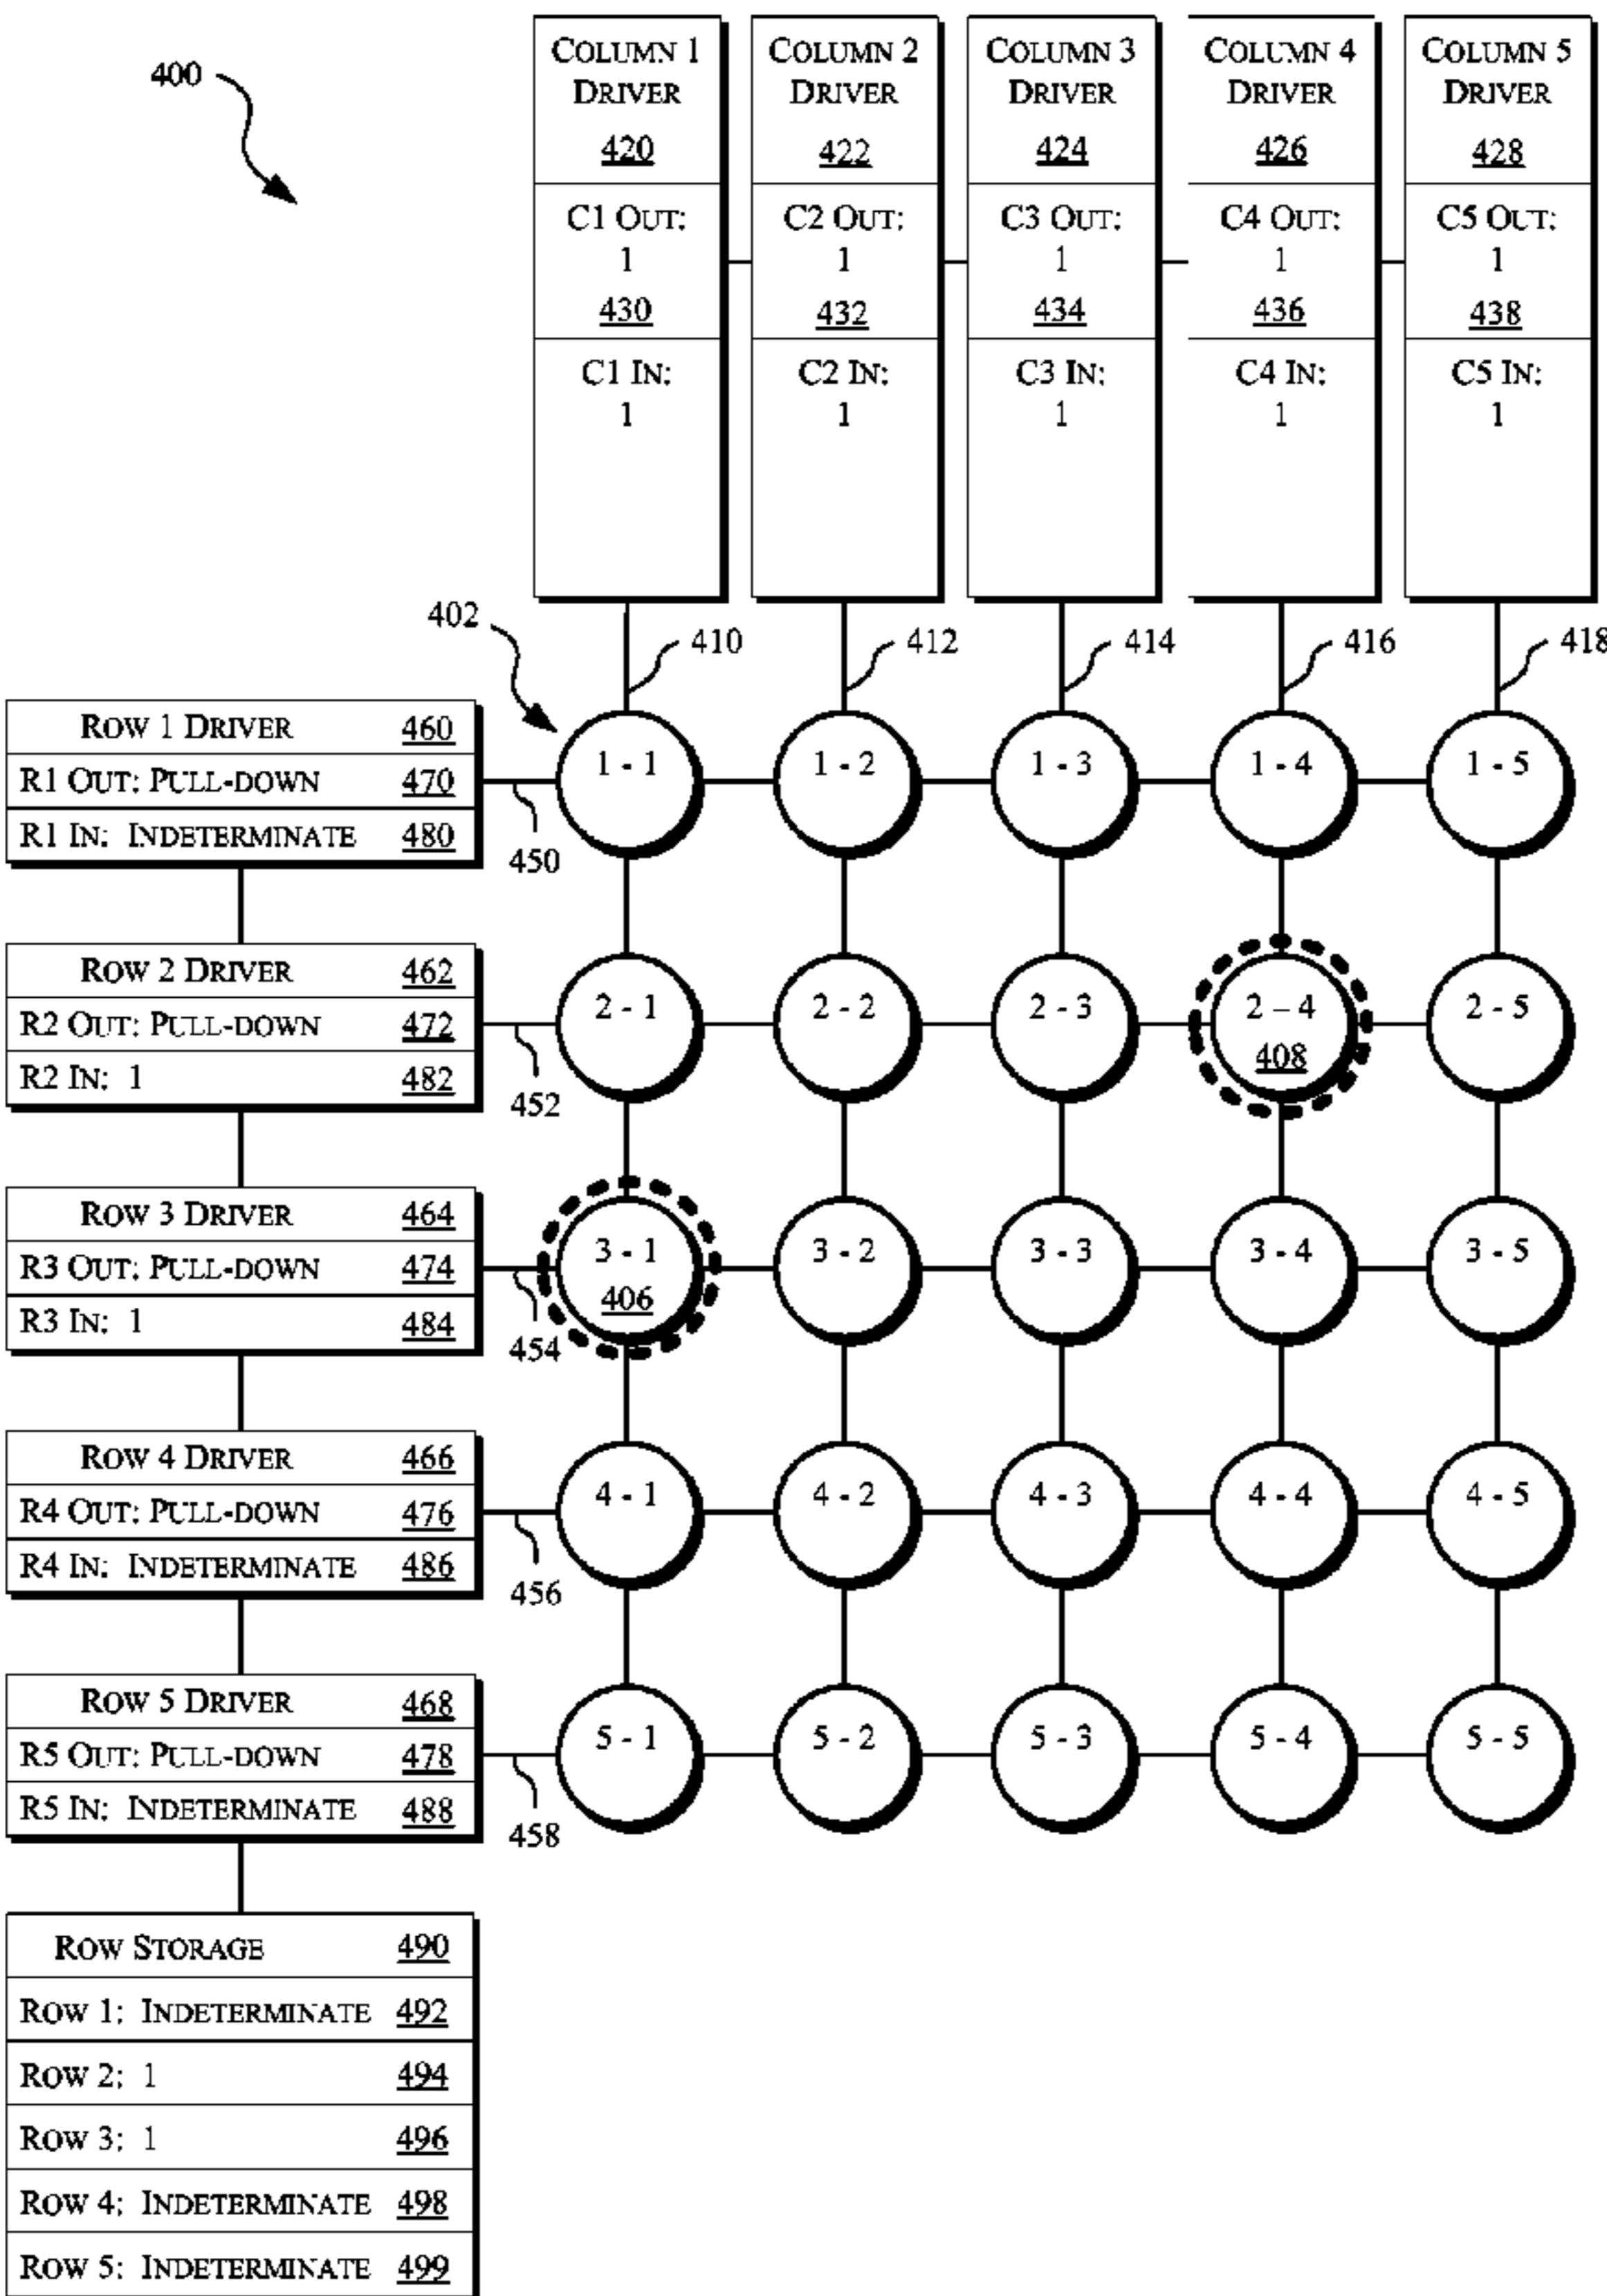 400
COLUMN 1
DRIVER
420
C1 OUT:
1
430
C1 IN:
1
COLUMN 2
DRIVER
422
C2 OUT:
1
432
C2 IN:
1
COLUMN 3
DRIVER
424
C3 OUT:
1
434
C3 IN:
1
COLUMN 4
DRIVER
426
C4 OUT:
1
436
C4 IN:
1
COLUMN 5
DRIVER
428
C5 OUT:
1
438
C5 IN:
1
402
410
412
414
416
418
ROW 1 DRIVER 460
R1 OUT: PULL-DOWN 470
R1 IN: INDETERMINATE 480
450
1 - 1
1 - 2
1 - 3
1 - 4
1 - 5
ROW 2 DRIVER 462
R2 OUT: PULL-DOWN 472
R2 IN: 1 482
452
2 - 1
2 - 2
2 - 3
2 – 4
408
2 - 5
ROW 3 DRIVER 464
R3 OUT: PULL-DOWN 474
R3 IN: 1 484
454
3 - 1
406
3 - 2
3 - 3
3 - 4
3 - 5
ROW 4 DRIVER 466
R4 OUT: PULL-DOWN 476
R4 IN: INDETERMINATE 486
456
4 - 1
4 - 2
4 - 3
4 - 4
4 - 5
ROW 5 DRIVER 468
R5 OUT: PULL-DOWN 478
R5 IN: INDETERMINATE 488
458
5 - 1
5 - 2
5 - 3
5 - 4
5 - 5
ROW STORAGE 490
ROW 1: INDETERMINATE 492
ROW 2: 1 494
ROW 3: 1 496
ROW 4: INDETERMINATE 498
ROW 5: INDETERMINATE 499